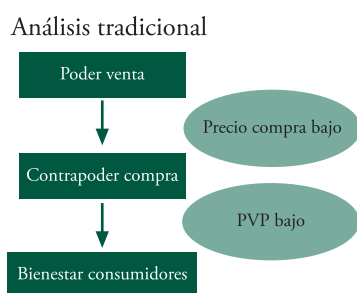 Análisis tradicional
Poder venta
Precio compra bajo
Contrapoder compra
PVP bajo
Bienestar consumidores